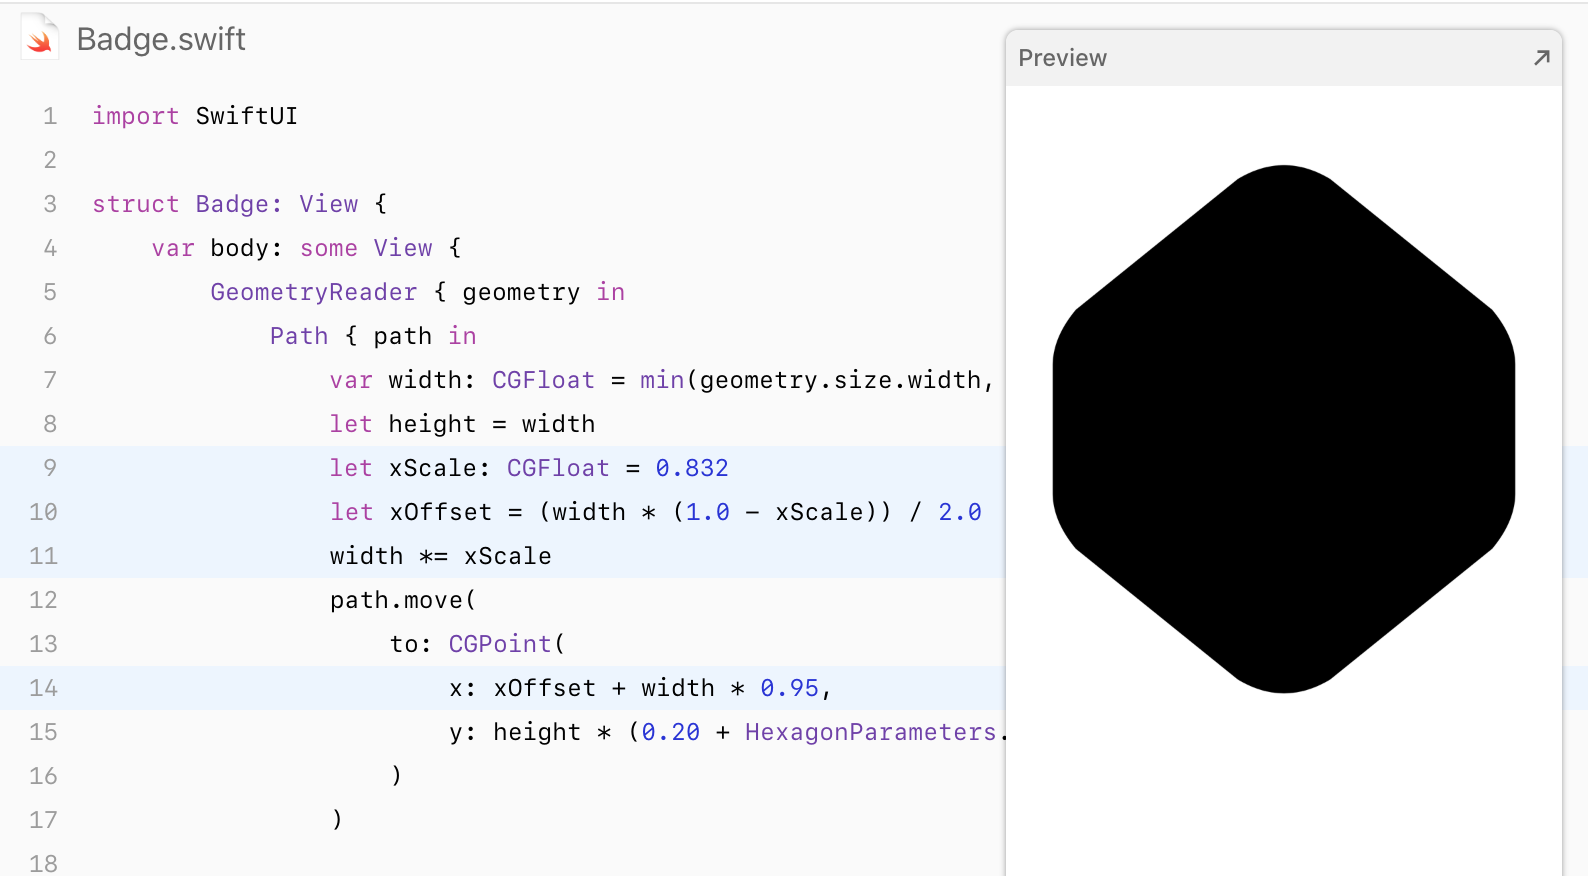 Badge.swift
Preview
1 import SwiftUI
2
3 struct Badge: View {
4 var body: some View {
5 GeometryReader { geometry in
6 Path { path in
7 var width: CGFloat = min(geometry.size.width,
8 let height = width
9 let xScale: CGFloat = 0.832
10 let xOffset = (width * (1.0 - xScale)) / 2.0
11 width *= xScale
12 path.move(
13 to: CGPoint(
14 x: xOffset + width * 0.95,
15 y: height * (0.20 + HexagonParameters.
16 )
17 )
18